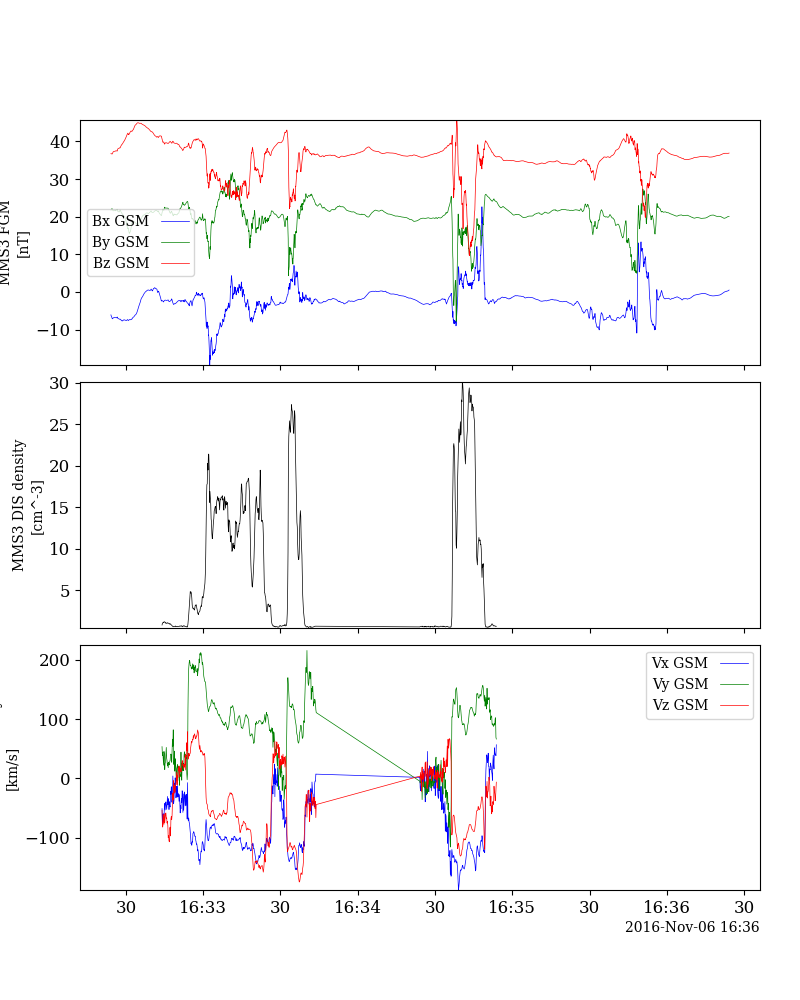 40
30
20
10
0
−10
MMS3 FGM
[nT]
Bx GSM
By GSM
Bz GSM
30
25
20
15
10
5
MMS3 DIS density
[cm^-3]
200
100
0
−100
[km/s]
Vx GSM
Vy GSM
Vz GSM
30 16:33 30 16:34 30 16:35 30 16:36 30
2016-Nov-06 16:36